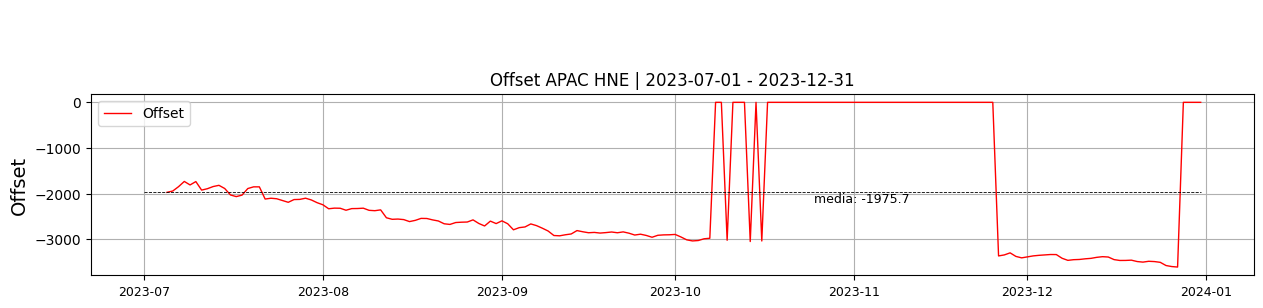 Offset APAC HNE | 2023-07-01 - 2023-12-31
Offset
0
−1000
−2000
−3000
Offset
media: -1975.7
2023-07
2023-08
2023-09
2023-10
2023-11
2023-12
2024-01